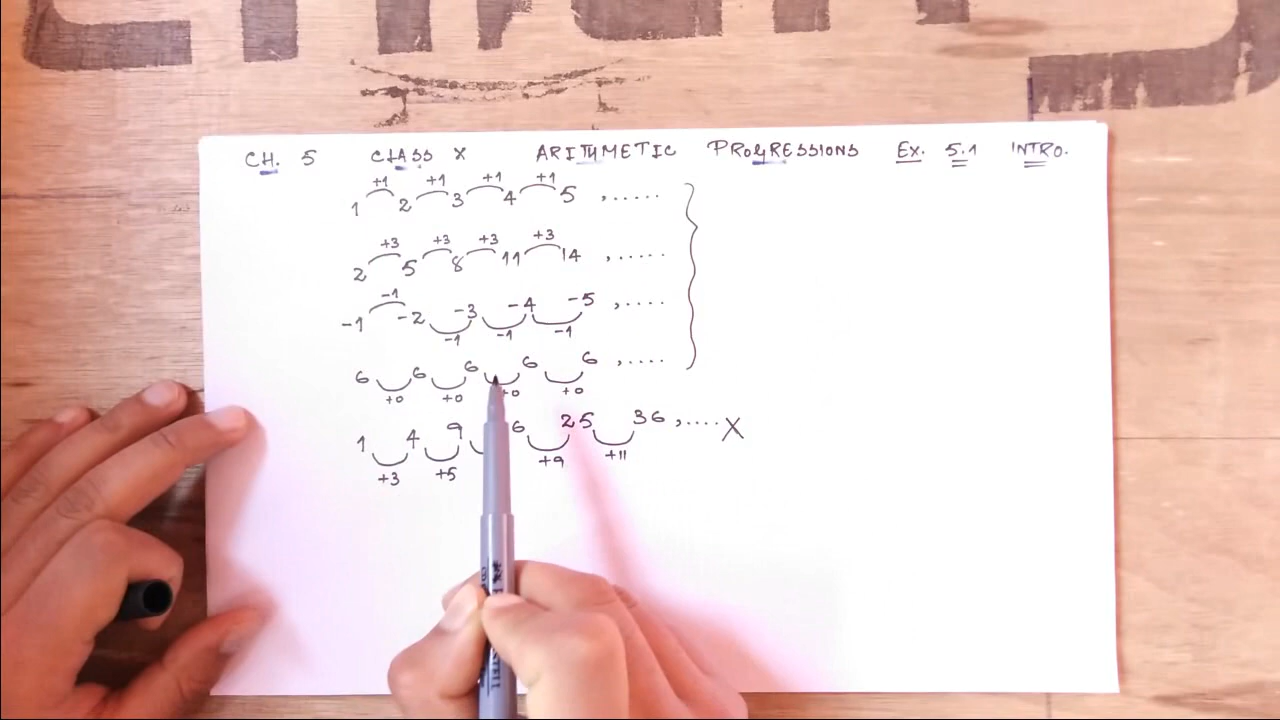 CH. 5 CLASS X ARITHMETIC PROGRESSIONS Ex. 5.1 INTRO.
+1 +1 +1 +1
1 2 3 4 5 ,.....
+3 +3 +3 +3
2 5 8 11 14 ,.....
-1
-1 -2 -3 -4 -5 ,....
-1 -1 -1
6 6 6 6 6 ,....
+0 +0 +0 +0
1 4 9 6 25 36 ,.... X
+3 +5 +9 +11